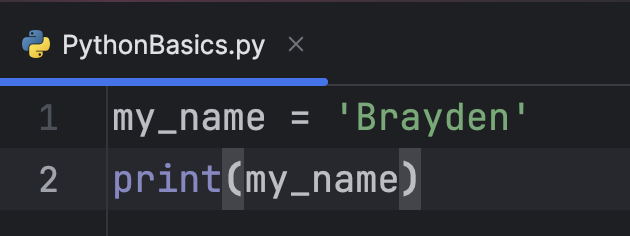 PythonBasics.py
1 my_name = 'Brayden'
2 print(my_name)